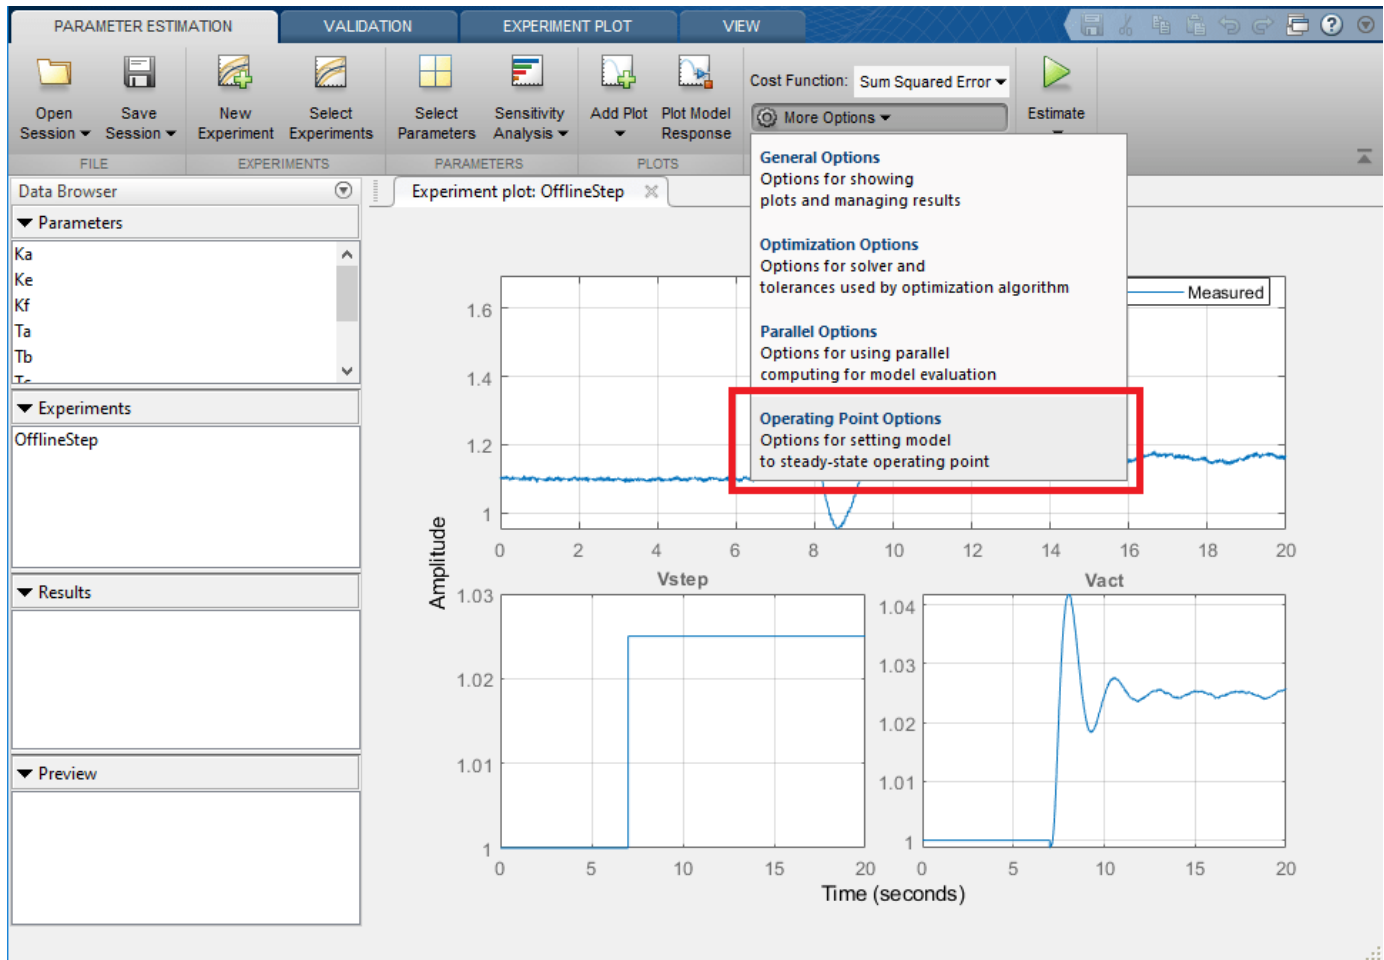 PARAMETER ESTIMATION
VALIDATION
EXPERIMENT PLOT
VIEW
Open
Session
Save
Session
New
Experiment
Select
Experiments
Select
Parameters
Sensitivity
Analysis
Add Plot
Plot Model
Response
Cost Function: Sum Squared Error
More Options
Estimate
FILE
EXPERIMENTS
PARAMETERS
PLOTS
General Options
Options for showing
plots and managing results
Optimization Options
Options for solver and
tolerances used by optimization algorithm
Parallel Options
Options for using parallel
computing for model evaluation
Operating Point Options
Options for setting model
to steady-state operating point
Data Browser
Parameters
Ka
Ke
Kf
Ta
Tb
Tc
Experiments
OfflineStep
Results
Preview
Experiment plot: OfflineStep
Measured
1.6
1.4
1.2
1
0 2 4 6 8 10 12 14 16 18 20
Amplitude
Vstep
1.03
1.02
1.01
1
0 5 10 15 20
Vact
1.04
1.03
1.02
1.01
1
0 5 10 15 20
Time (seconds)